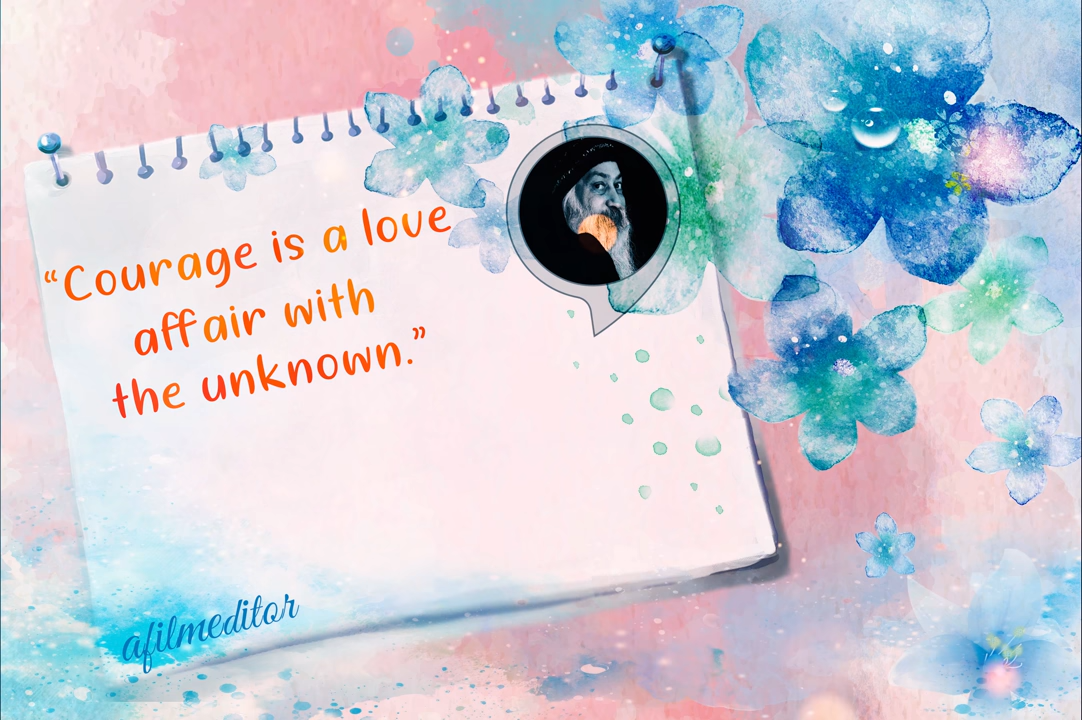 “Courage is a love
affair with
the unknown.”
afilmeditor